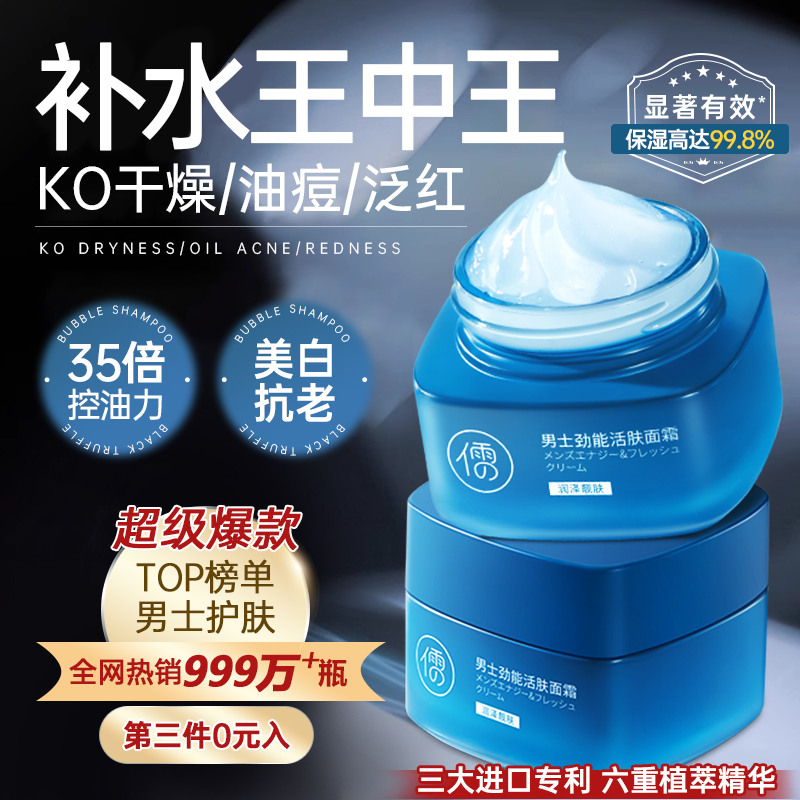 补水王中王
KO干燥/油痘/泛红
KO DRYNESS/OIL ACNE/REDNESS
显著有效*
保湿高达99.8%
BUBBLE SHAMPOO
35倍
控油力
BLACK TRUFFLE
BUBBLE SHAMPOO
美白
抗老
BLACK TRUFFLE
儒の
男士劲能活肤面霜
メンズエナジー&フレッシュ
クリーム
润泽靓肤
超级爆款
TOP榜单
男士护肤
全网热销999万+瓶
第三件0元入
儒の
男士劲能活肤面霜
メンズエナジー&フレッシュ
クリーム
润泽靓肤
三大进口专利 六重植萃精华